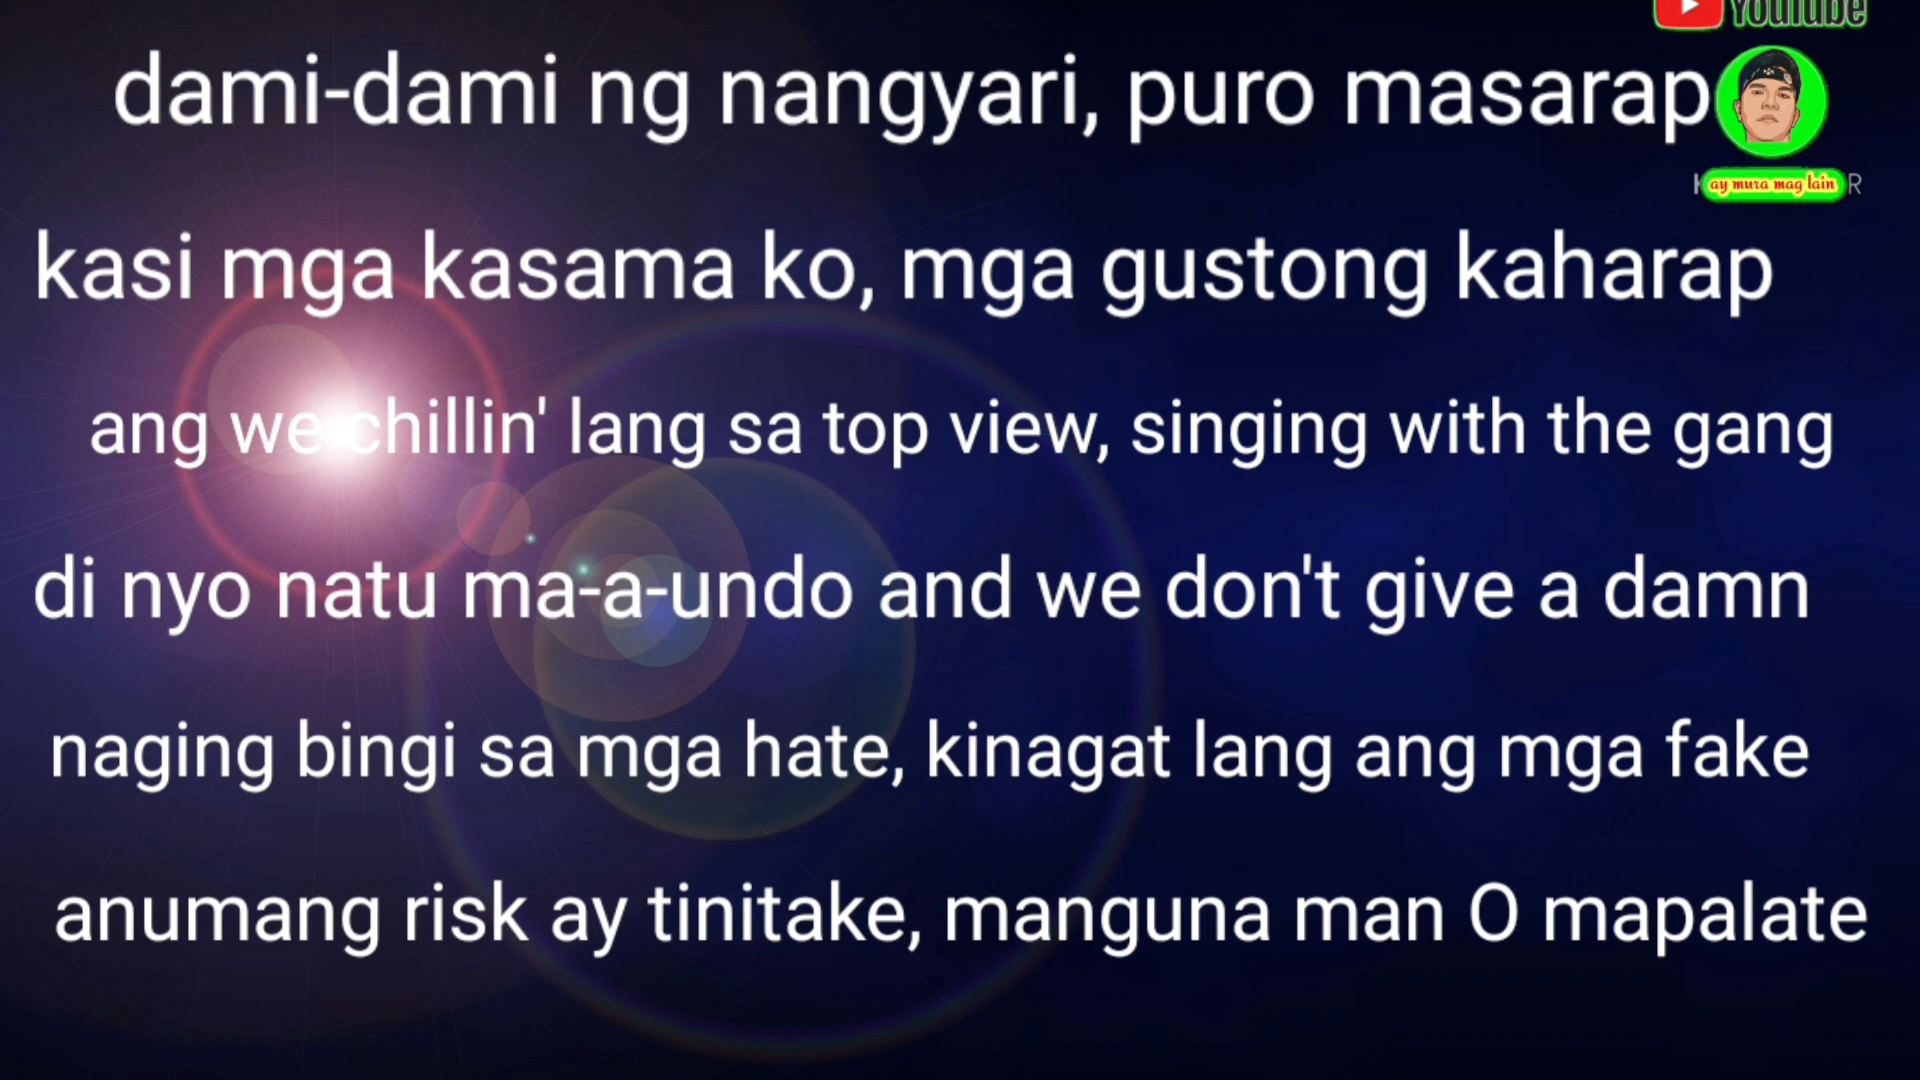 YouTube
dami-dami ng nangyari, puro masarap
ay mura mag lain
kasi mga kasama ko, mga gustong kaharap
ang we chillin' lang sa top view, singing with the gang
di nyo natu ma-a-undo and we don't give a damn
naging bingi sa mga hate, kinagat lang ang mga fake
anumang risk ay tinitake, manguna man O mapalate